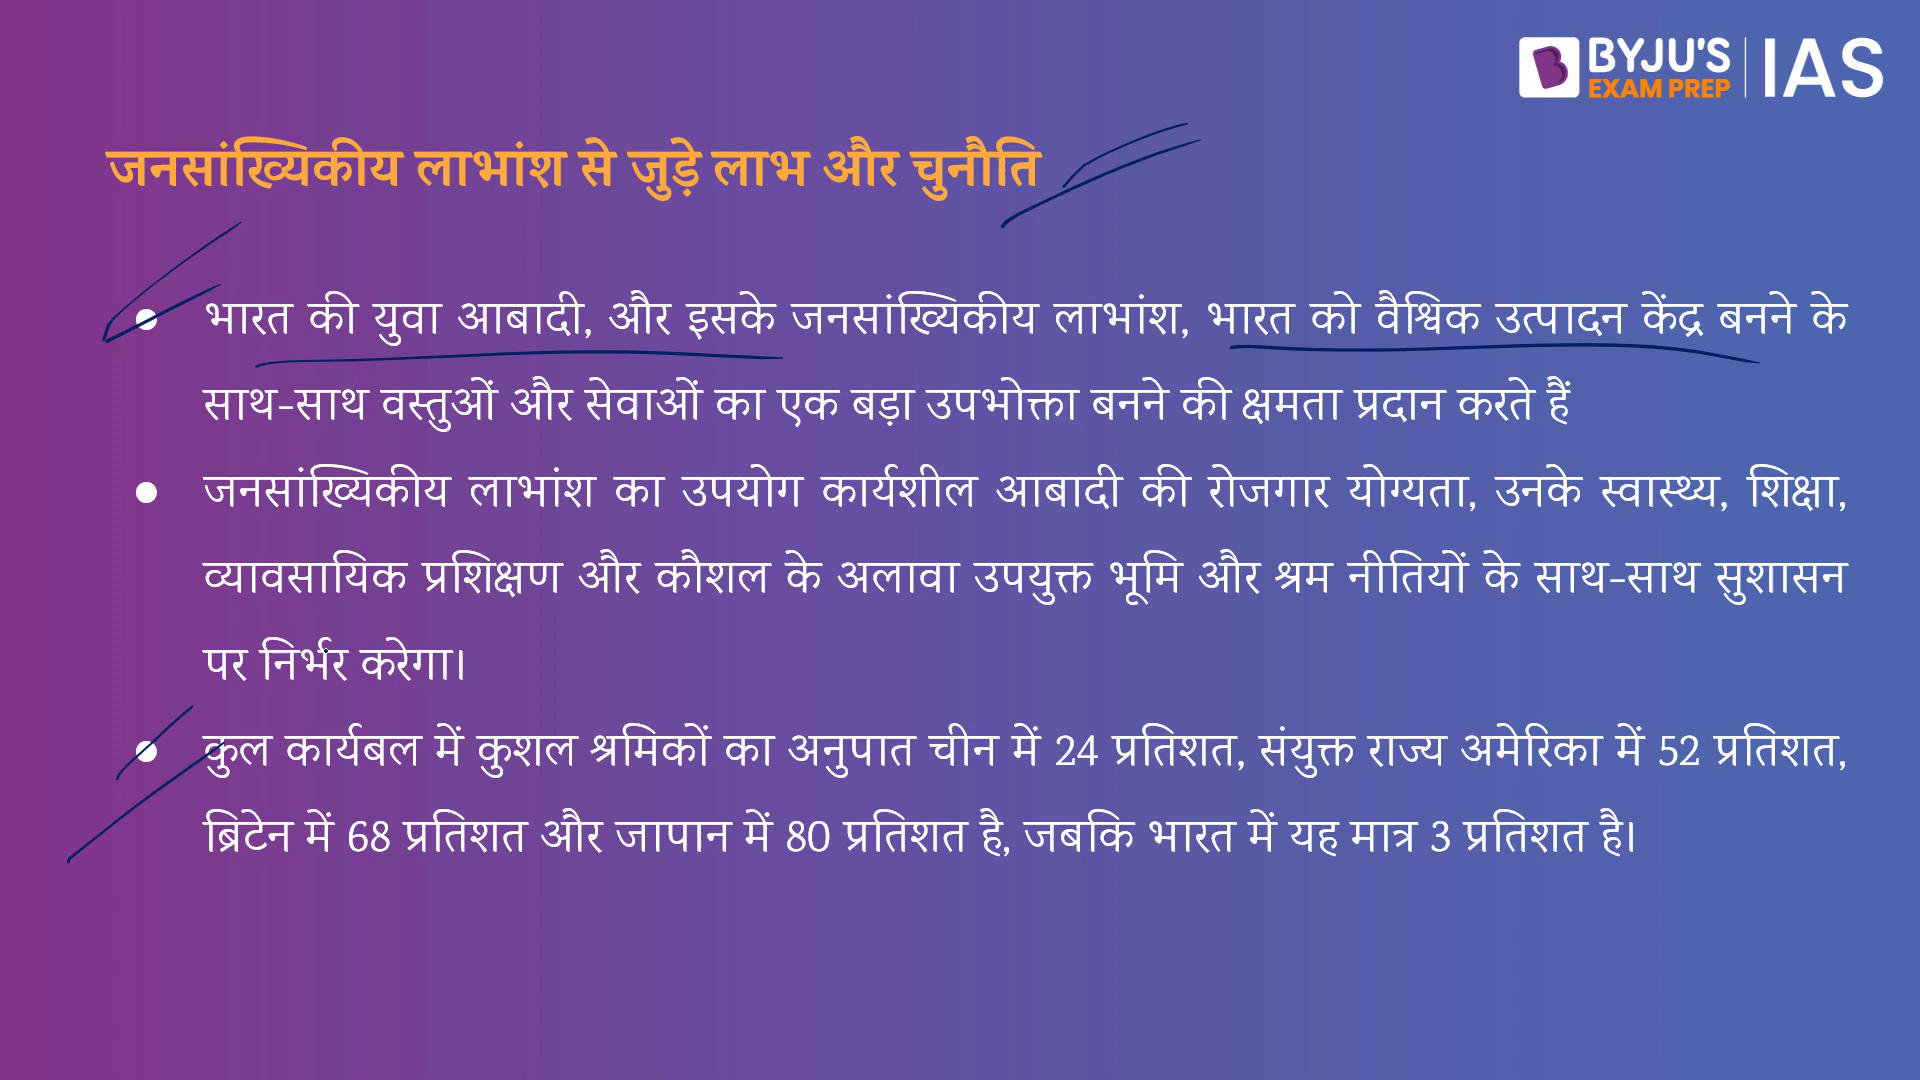 BYJU'S
EXAM PREP
IAS
जनसांख्यिकीय लाभांश से जुड़े लाभ और चुनौति
● भारत की युवा आबादी, और इसके जनसांख्यिकीय लाभांश, भारत को वैश्विक उत्पादन केंद्र बनने के
साथ-साथ वस्तुओं और सेवाओं का एक बड़ा उपभोक्ता बनने की क्षमता प्रदान करते हैं
● जनसांख्यिकीय लाभांश का उपयोग कार्यशील आबादी की रोजगार योग्यता, उनके स्वास्थ्य, शिक्षा,
व्यावसायिक प्रशिक्षण और कौशल के अलावा उपयुक्त भूमि और श्रम नीतियों के साथ-साथ सुशासन
पर निर्भर करेगा।
● कुल कार्यबल में कुशल श्रमिकों का अनुपात चीन में 24 प्रतिशत, संयुक्त राज्य अमेरिका में 52 प्रतिशत,
ब्रिटेन में 68 प्रतिशत और जापान में 80 प्रतिशत है, जबकि भारत में यह मात्र 3 प्रतिशत है।